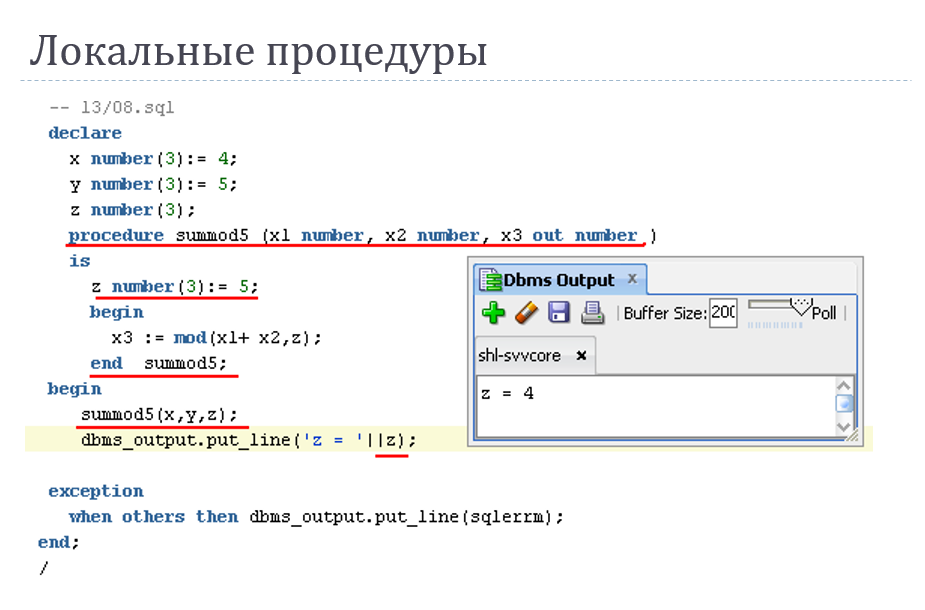 Локальные процедуры
-- 13/08.sql
declare
x number(3):= 4;
y number(3):= 5;
z number(3);
procedure summod5 (x1 number, x2 number, x3 out number )
is
z number(3):= 5;
begin
x3 := mod(x1+ x2,z);
end summod5;
begin
summod5(x,y,z);
dbms_output.put_line('z = '||z);
exception
when others then dbms_output.put_line(sqlerrm);
end;
/
Dbms Output x
Buffer Size: 200 Poll
shl-svvcore
z = 4